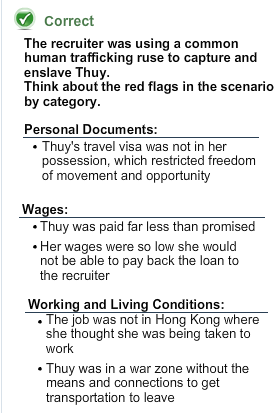 Correct
The recruiter was using a common
human trafficking ruse to capture and
enslave Thuy.
Think about the red flags in the scenario
by category.
Personal Documents:
• Thuy's travel visa was not in her
possession, which restricted freedom
of movement and opportunity
Wages:
• Thuy was paid far less than promised
• Her wages were so low she would
not be able to pay back the loan to
the recruiter
Working and Living Conditions:
• The job was not in Hong Kong where
she thought she was being taken to
work
• Thuy was in a war zone without the
means and connections to get
transportation to leave